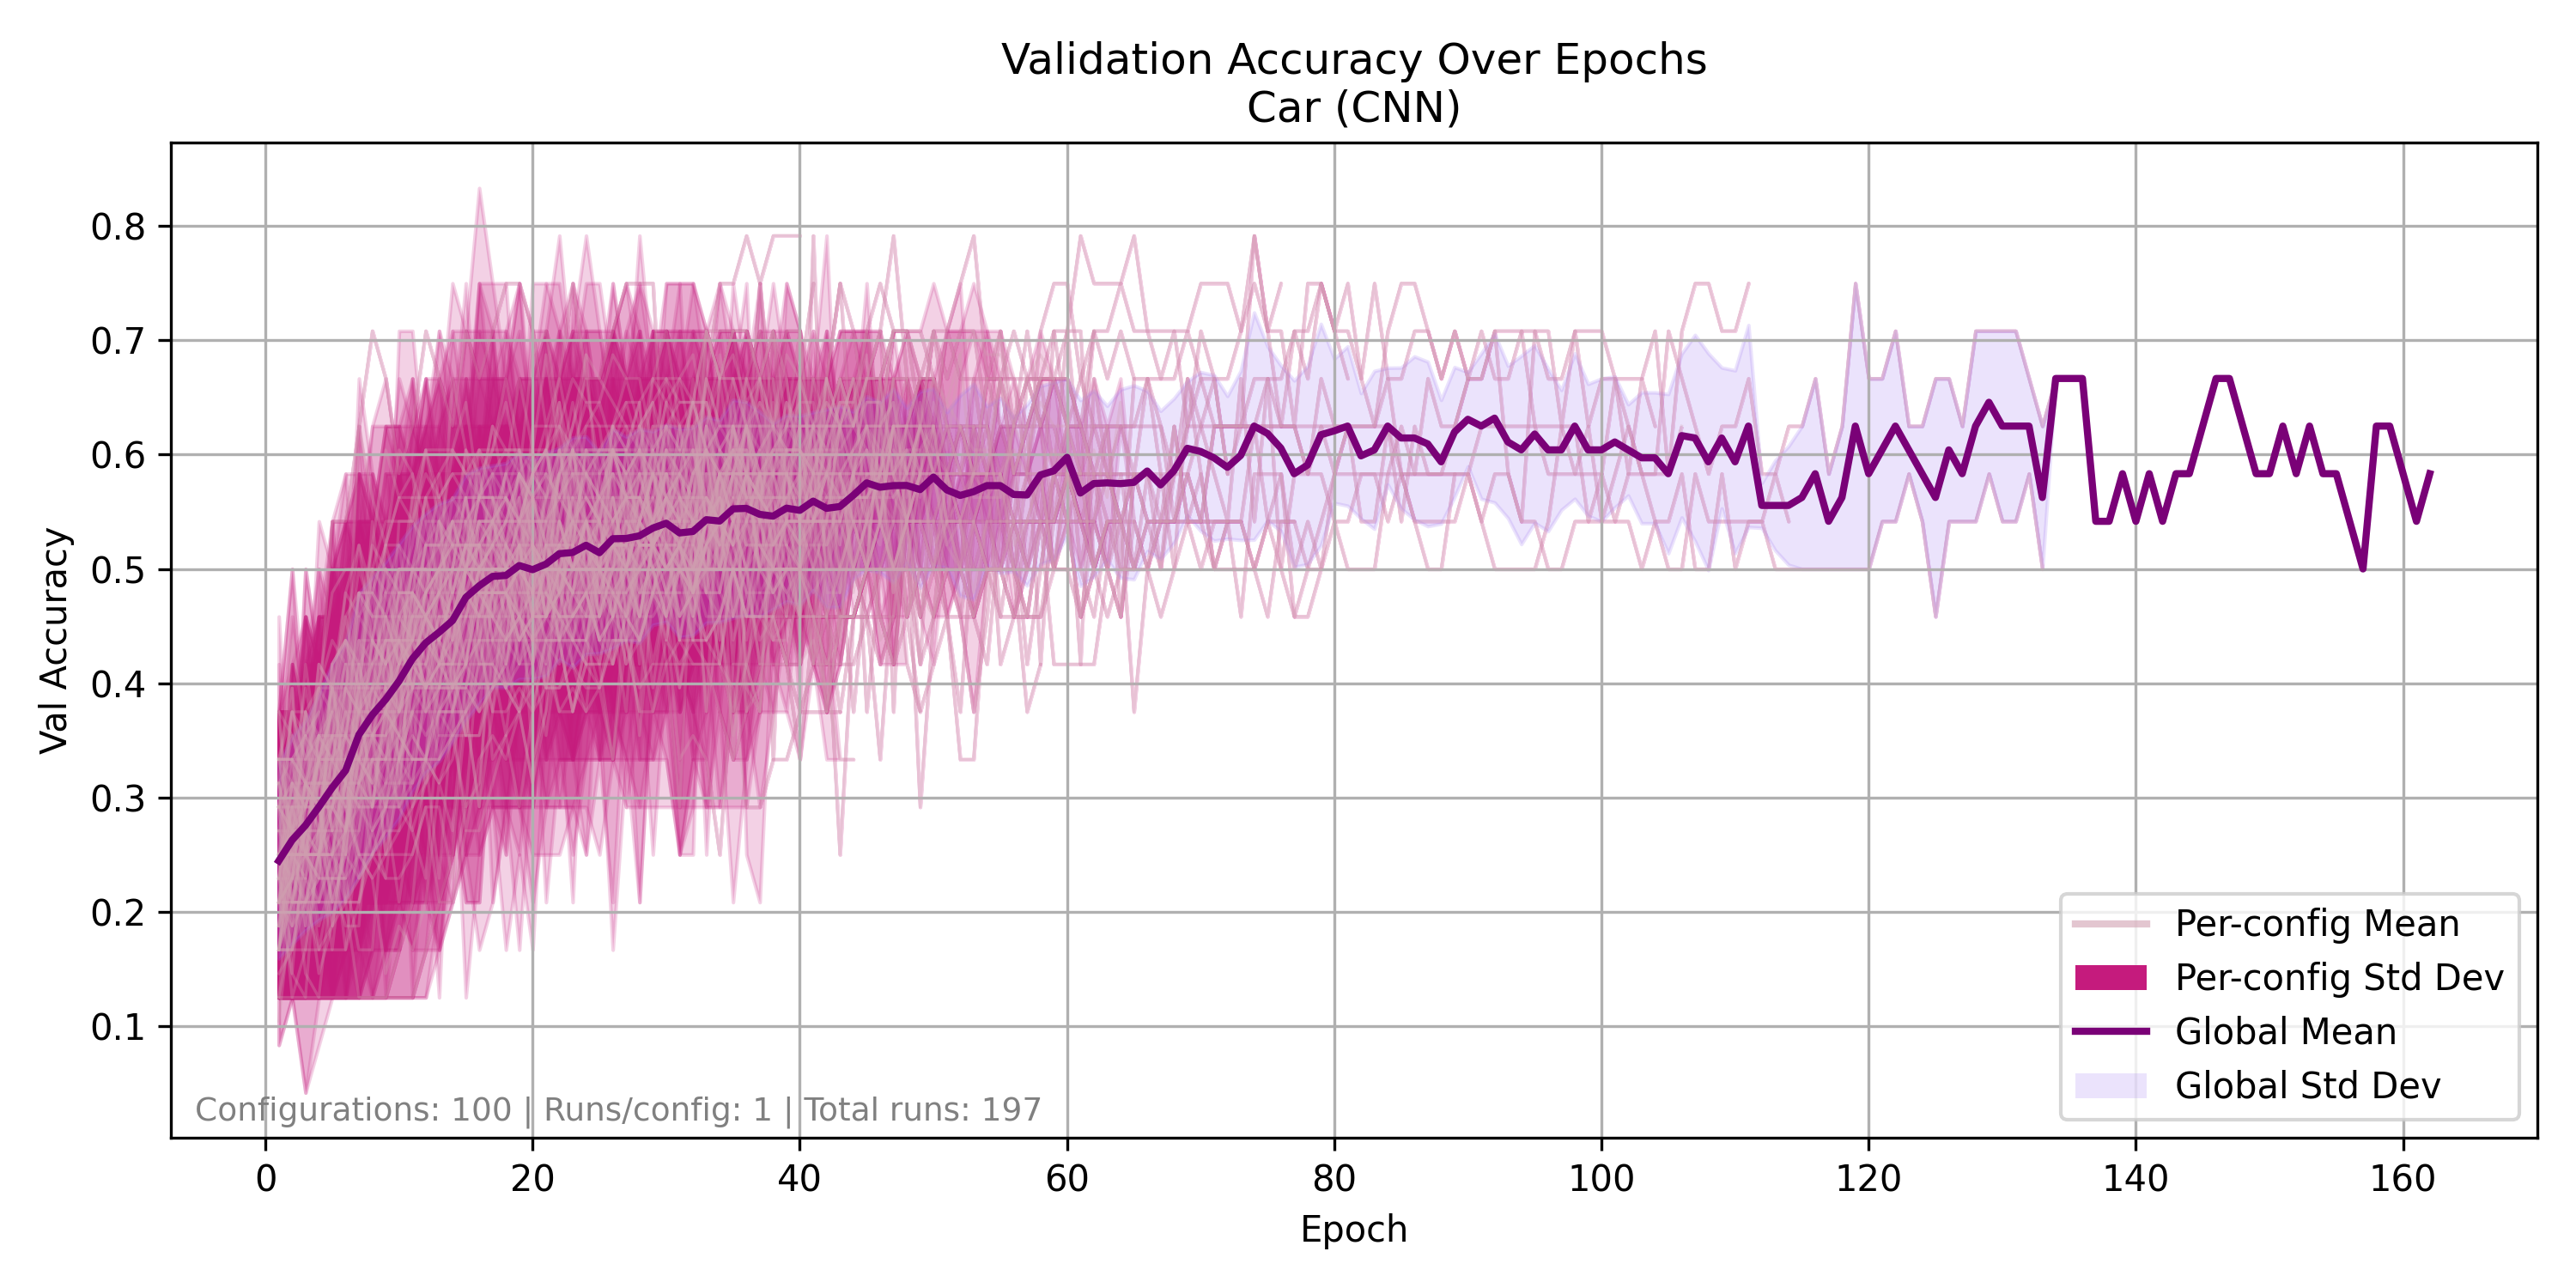 Validation Accuracy Over Epochs
Car (CNN)
Val Accuracy
0.8
0.7
0.6
0.5
0.4
0.3
0.2
0.1
Per-config Mean
Per-config Std Dev
Global Mean
Global Std Dev
Configurations: 100 | Runs/config: 1 | Total runs: 197
0 20 40 60 80 100 120 140 160
Epoch